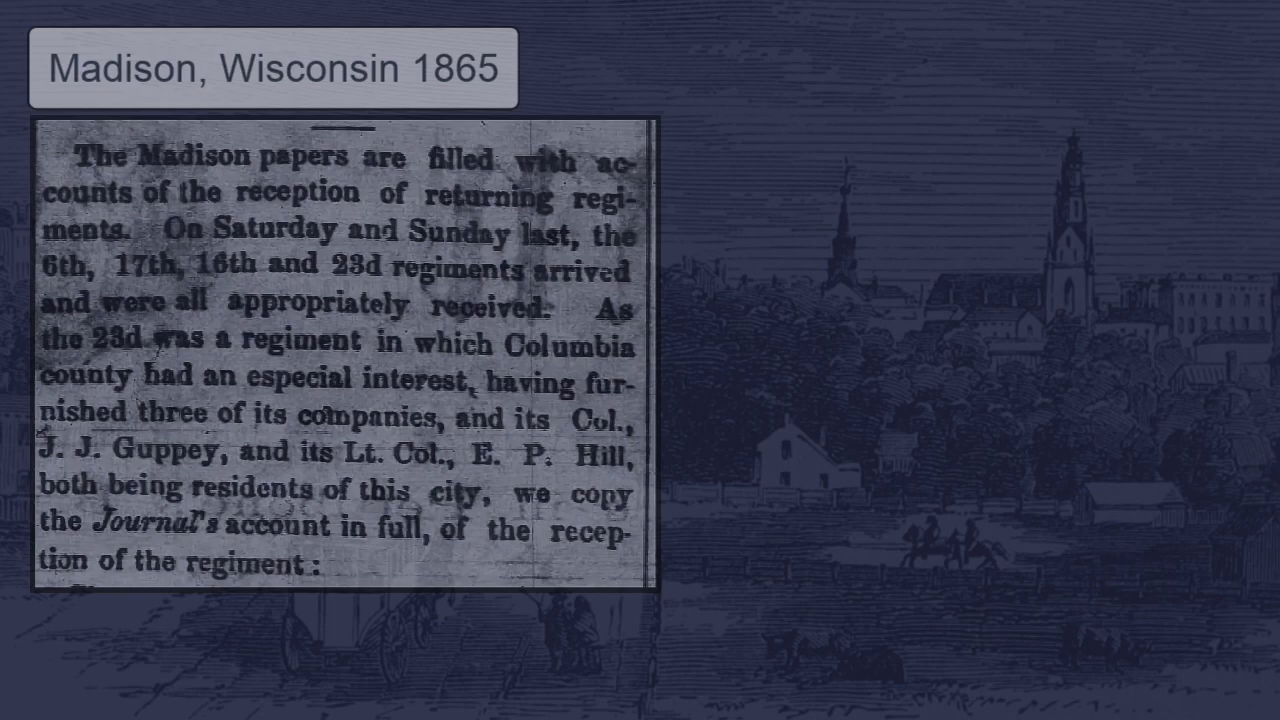 Madison, Wisconsin 1865
The Madison papers are filled with ac-
counts of the reception of returning regi-
ments. On Saturday and Sunday last, the
6th, 17th, 16th and 23d regiments arrived
and were all appropriately received. As
the 23d was a regiment in which Columbia
county had an especial interest, having fur-
nished three of its companies, and its Col.,
J. J. Guppey, and its Lt. Col., E. P. Hill,
both being residents of this city, we copy
the Journal's account in full, of the recep-
tion of the regiment: